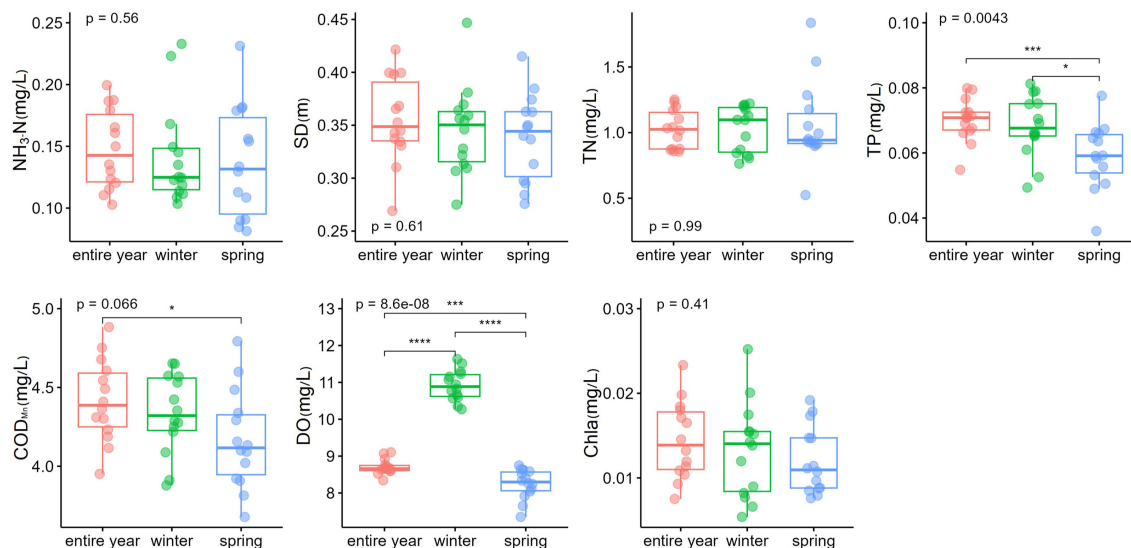 p = 0.56
NH₃-N(mg/L)
0.25
0.20
0.15
0.10
entire year winter spring
p = 0.61
SD(m)
0.45
0.40
0.35
0.30
0.25
entire year winter spring
p = 0.99
TN(mg/L)
1.5
1.0
0.5
entire year winter spring
p = 0.0043
***
*
TP(mg/L)
0.10
0.08
0.06
0.04
entire year winter spring
p = 0.066
*
CODMn(mg/L)
5.0
4.5
4.0
entire year winter spring
p = 8.6e-08
***
****
****
DO(mg/L)
13
12
11
10
9
8
entire year winter spring
p = 0.41
Chla(mg/L)
0.03
0.02
0.01
entire year winter spring